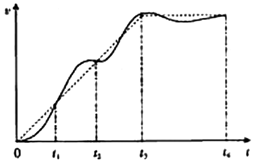 v
0 t₁ t₂ t₃ t₄ t